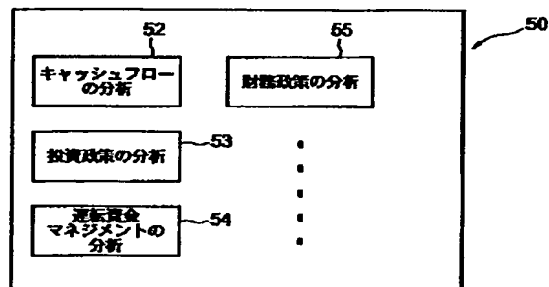 50
52
キャッシュフロー
の分析
55
財務政策の分析
53
投資政策の分析
54
運転資金
マネジメントの
分析